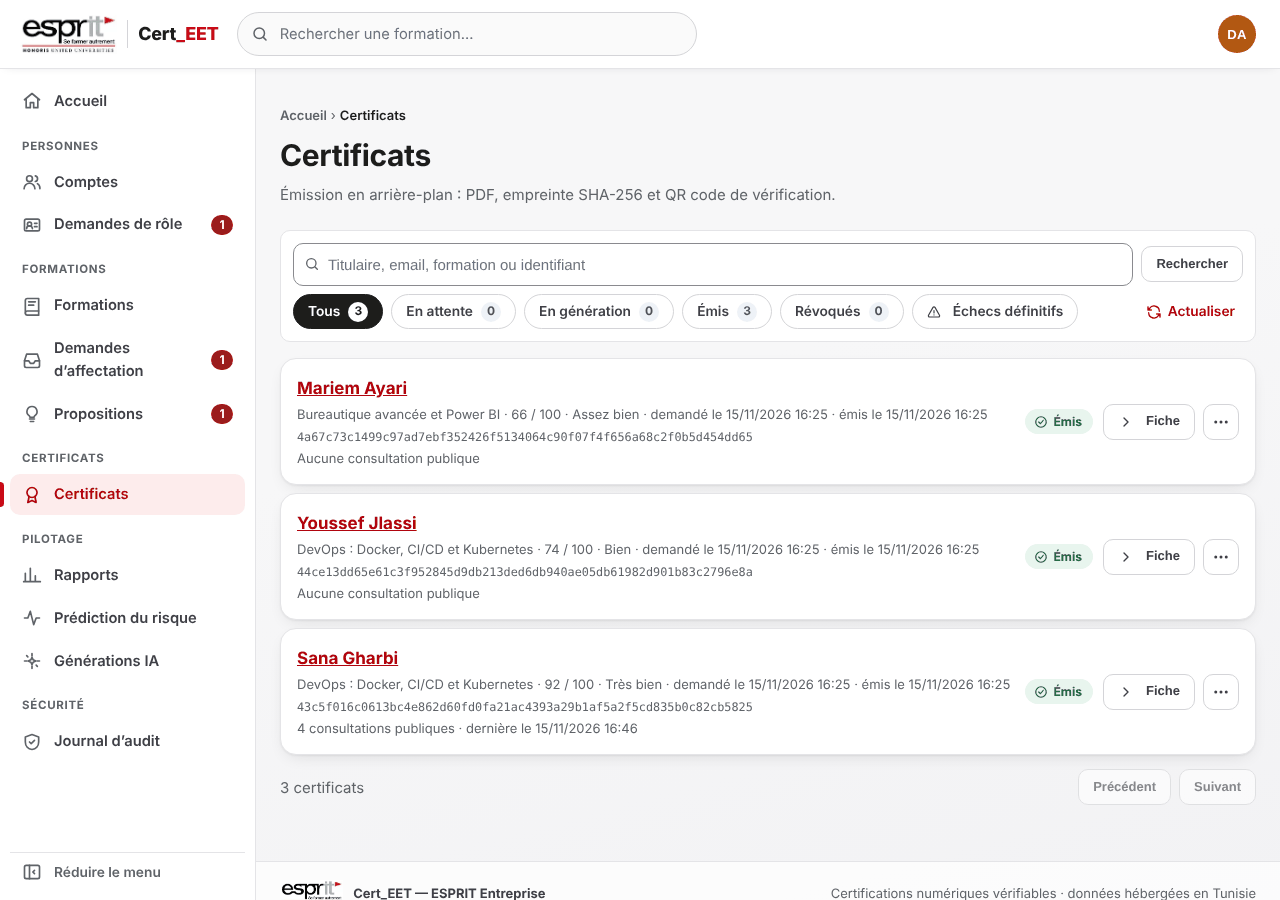 esprit
Se former autrement
HONORIS UNITED UNIVERSITIES
Cert_EET
Rechercher une formation...
DA
Accueil
PERSONNES
Comptes
Demandes de rôle 1
FORMATIONS
Formations
Demandes
d’affectation 1
Propositions 1
CERTIFICATS
Certificats
PILOTAGE
Rapports
Prédiction du risque
Générations IA
SÉCURITÉ
Journal d’audit
Réduire le menu
Accueil › Certificats
Certificats
Émission en arrière-plan : PDF, empreinte SHA-256 et QR code de vérification.
Titulaire, email, formation ou identifiant
Rechercher
Tous 3 En attente 0 En génération 0 Émis 3 Révoqués 0 Échecs définitifs Actualiser
Mariem Ayari
Bureautique avancée et Power BI · 66 / 100 · Assez bien · demandé le 15/11/2026 16:25 · émis le 15/11/2026 16:25
4a67c73c1499c97ad7ebf352426f5134064c90f07f4f656a68c2f0b5d454dd65
Aucune consultation publique
Émis Fiche
Youssef Jlassi
DevOps : Docker, CI/CD et Kubernetes · 74 / 100 · Bien · demandé le 15/11/2026 16:25 · émis le 15/11/2026 16:25
44ce13dd65e61c3f952845d9db213ded6db940ae05db61982d901b83c2796e8a
Aucune consultation publique
Émis Fiche
Sana Gharbi
DevOps : Docker, CI/CD et Kubernetes · 92 / 100 · Très bien · demandé le 15/11/2026 16:25 · émis le 15/11/2026 16:25
43c5f016c0613bc4e862d60fd0fa21ac4393a29b1af5a2f5cd835b0c82cb5825
4 consultations publiques · dernière le 15/11/2026 16:46
Émis Fiche
3 certificats
Précédent Suivant
esprit
Se former autrement
Cert_EET — ESPRIT Entreprise
Certifications numériques vérifiables · données hébergées en Tunisie